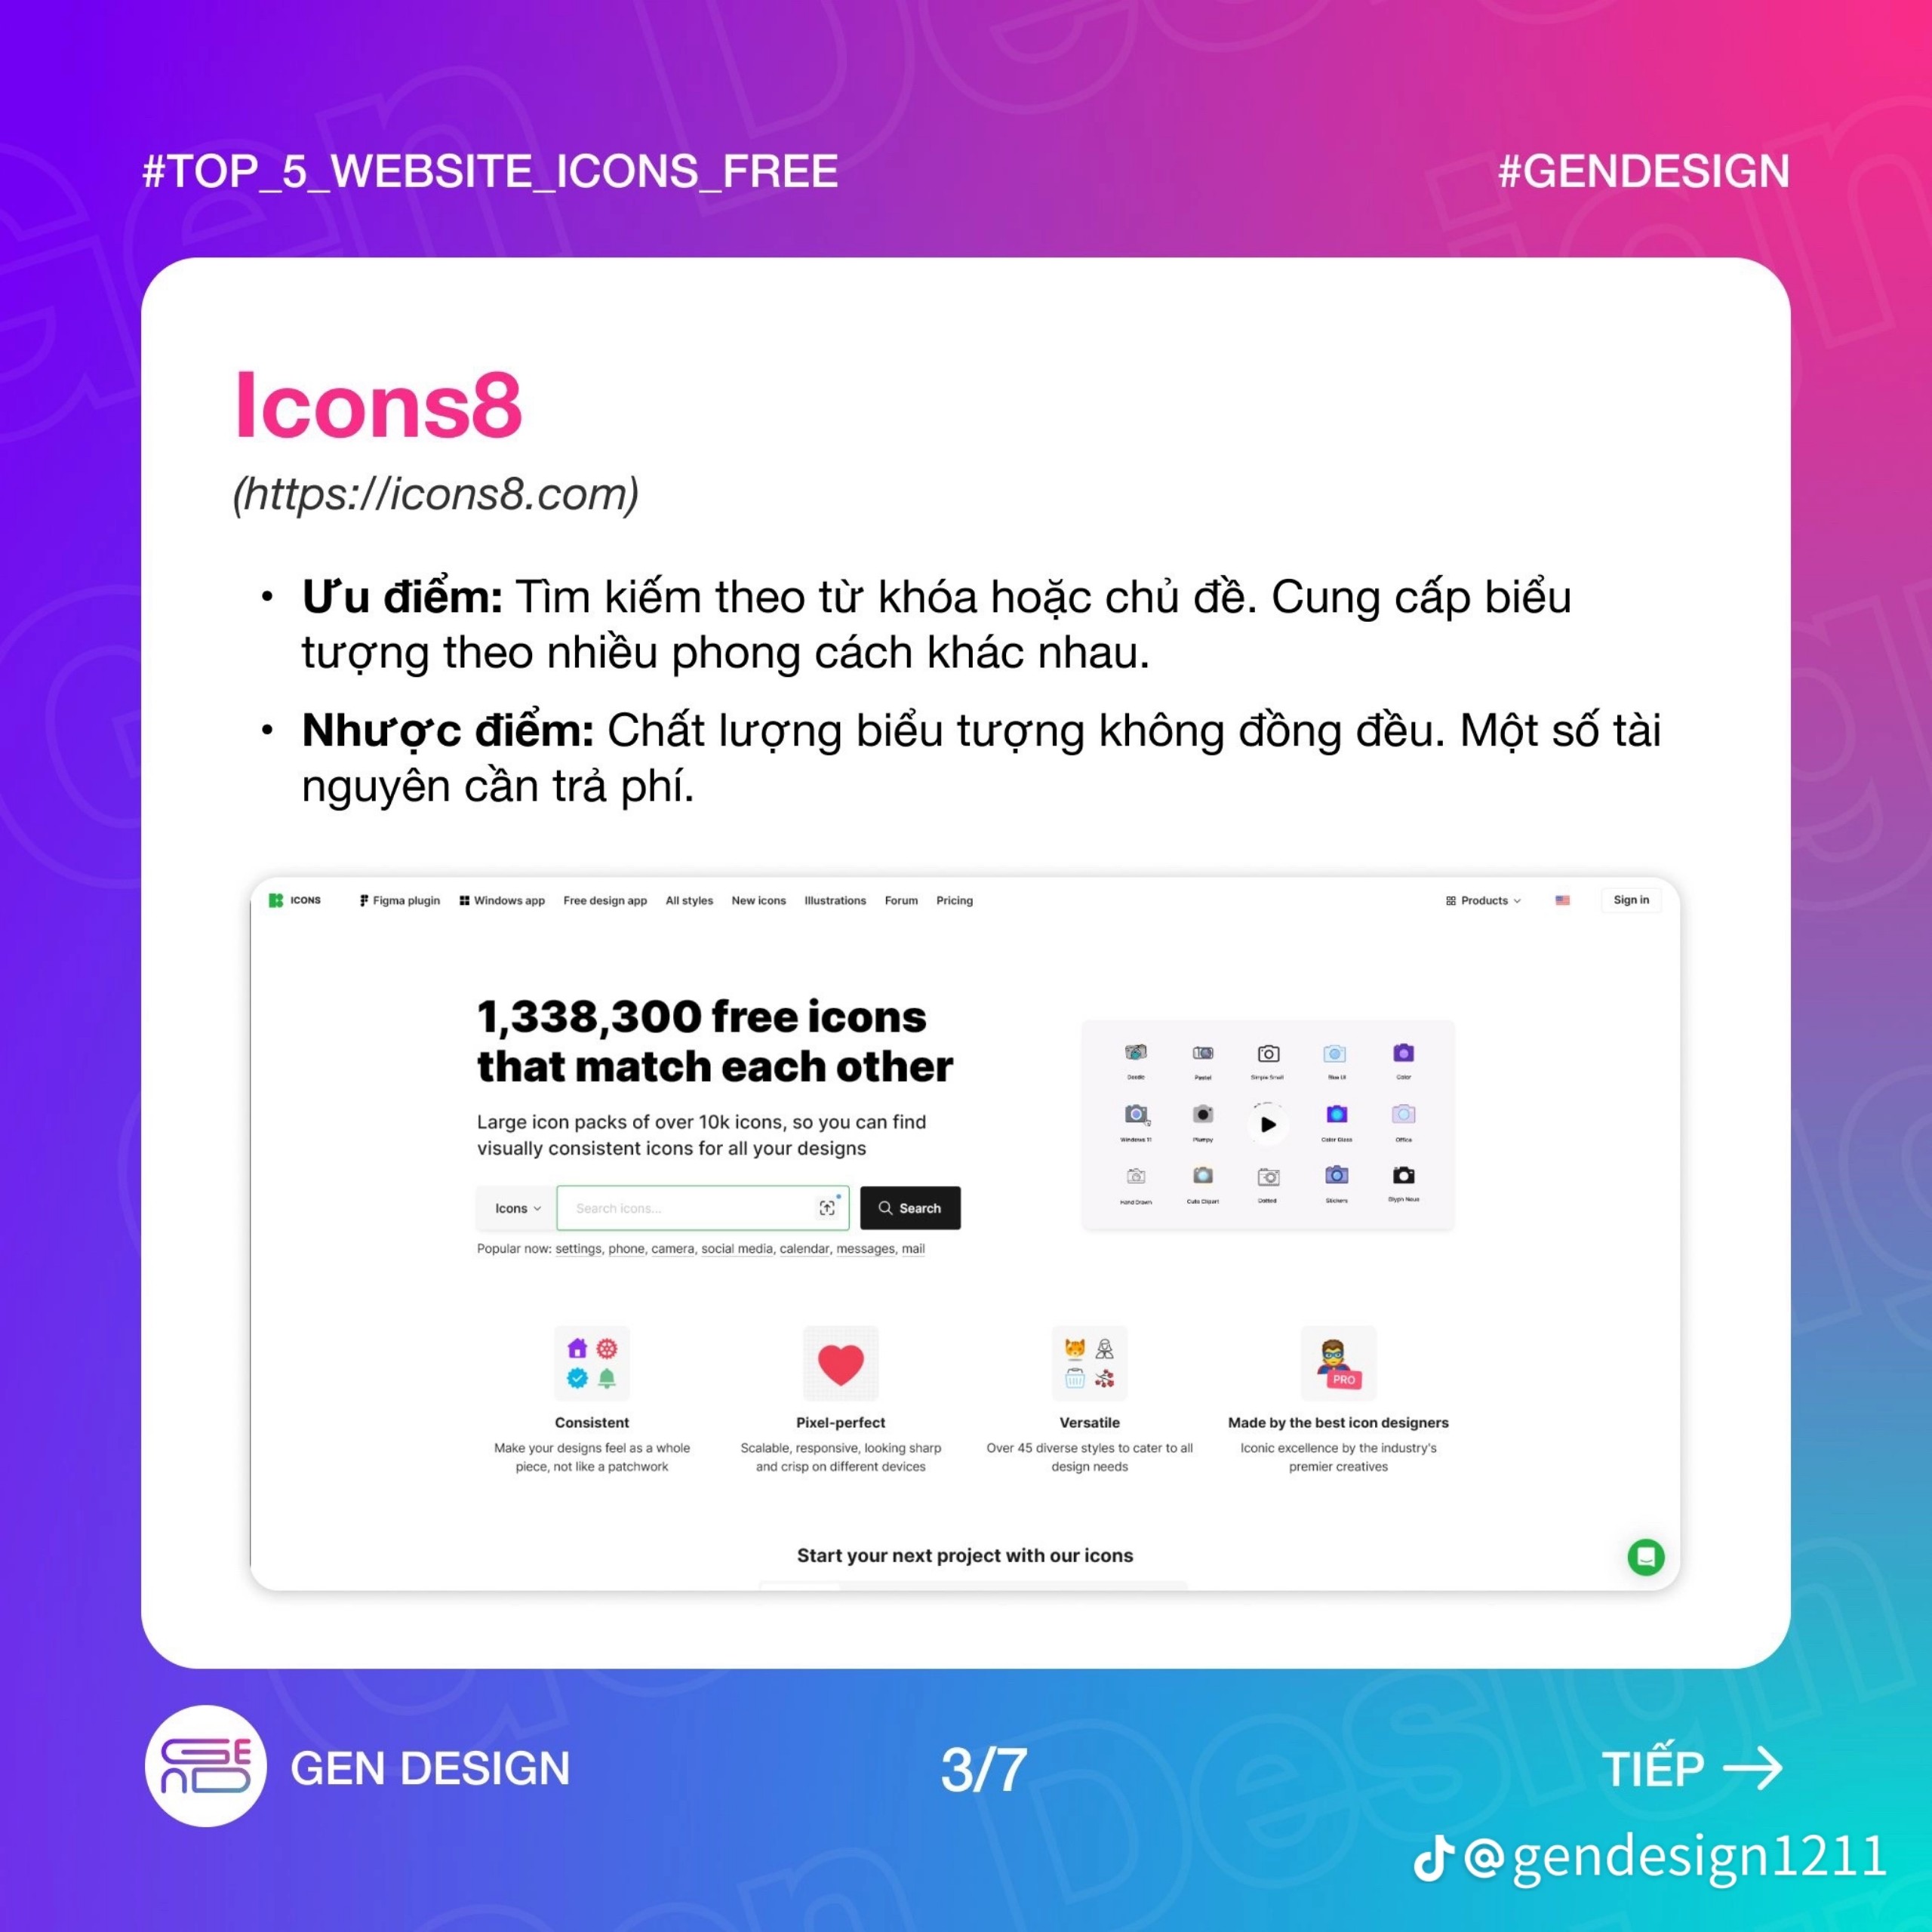 #TOP_5_WEBSITE_ICONS_FREE
#GENDESIGN
Icons8
(https://icons8.com)
• Ưu điểm: Tìm kiếm theo từ khóa hoặc chủ đề. Cung cấp biểu
tượng theo nhiều phong cách khác nhau.
• Nhược điểm: Chất lượng biểu tượng không đồng đều. Một số tài
nguyên cần trả phí.
ICONS
Figma plugin
Windows app
Free design app
All styles
New icons
Illustrations
Forum
Pricing
Products
Sign in
1,338,300 free icons
that match each other
Large icon packs of over 10k icons, so you can find
visually consistent icons for all your designs
Icons
Search icons...
Search
Popular now: settings, phone, camera, social media, calendar, messages, mail
Doodle
Pastel
Simple Small
Color
Windows 11
Plumpy
Color Glass
Office
Hand Drawn
Cute Clipart
Dotted
Stickers
Glyph Neue
PRO
Consistent
Make your designs feel as a whole
piece, not like a patchwork
Pixel-perfect
Scalable, responsive, looking sharp
and crisp on different devices
Versatile
Over 45 diverse styles to cater to all
design needs
Made by the best icon designers
Iconic excellence by the industry's
premier creatives
Start your next project with our icons
GEN DESIGN
3/7
TIẾP
@gendesign1211